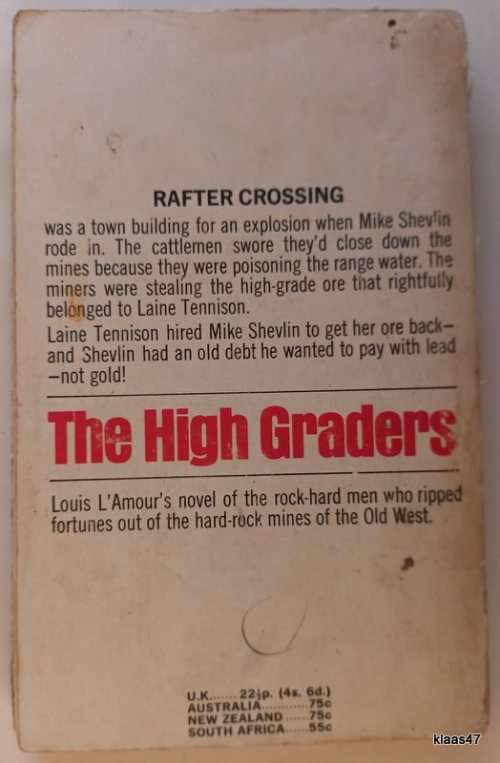 RAFTER CROSSING
was a town building for an explosion when Mike Shevlin
rode in. The cattlemen swore they'd close down the
mines because they were poisoning the range water. The
miners were stealing the high-grade ore that rightfully
belonged to Laine Tennison.
Laine Tennison hired Mike Shevlin to get her ore back—
and Shevlin had an old debt he wanted to pay with lead
—not gold!
The High Graders
Louis L'Amour's novel of the rock-hard men who ripped
fortunes out of the hard-rock mines of the Old West.
U.K....... 22½p. (4s. 6d.)
AUSTRALIA............75c
NEW ZEALAND ......75c
SOUTH AFRICA......55c
klaas47